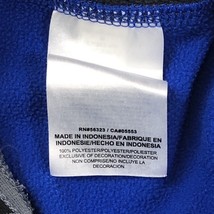 RN#56323 / CA#05553
MADE IN INDONESIA/FABRIQUE EN
INDONESIE/HECHO EN INDONESIA
100% POLYESTER/POLYESTER/POLIESTER
EXCLUSIVE OF DECORATION/DECORATION
NON COMPRISE/NO INCLUYE LA
DECORACION